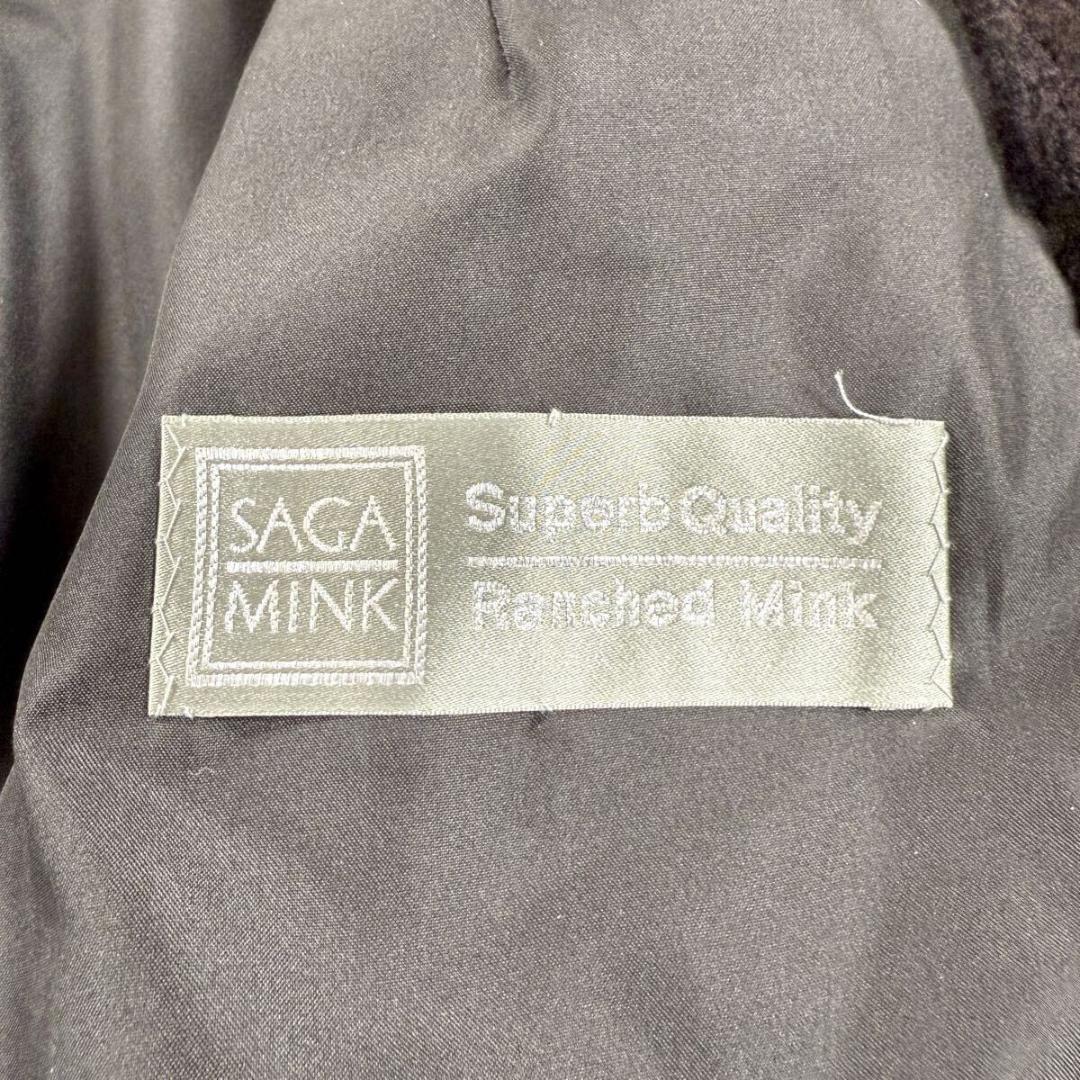 SAGA
MINK
Superb Quality
Ranched Mink